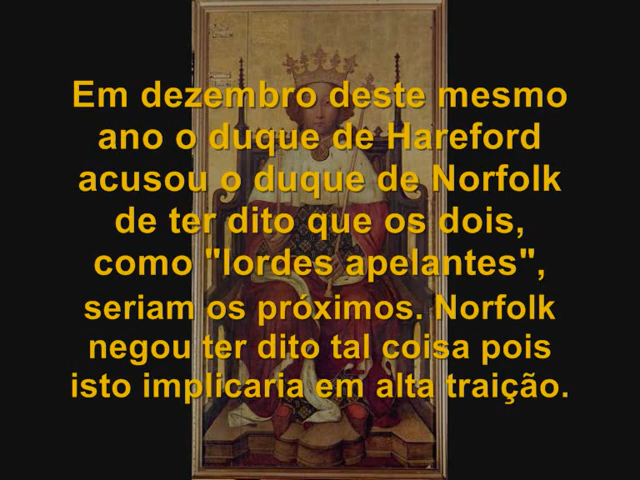 Em dezembro deste mesmo
ano o duque de Hareford
acusou o duque de Norfolk
de ter dito que os dois,
como "lordes apelantes",
seriam os próximos. Norfolk
negou ter dito tal coisa pois
isto implicaria em alta traição.